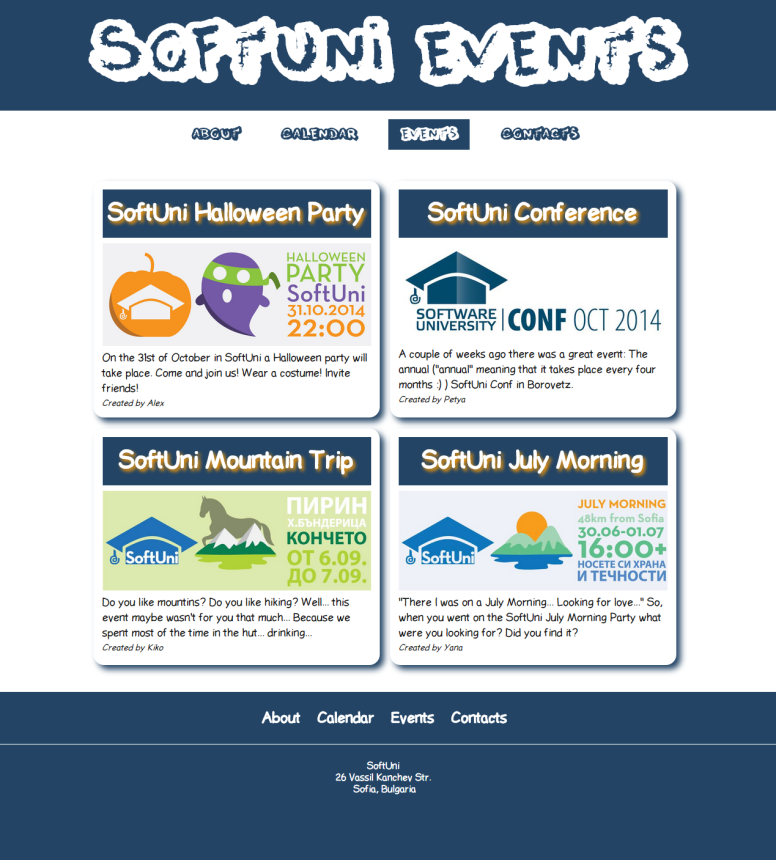 SOFTUNI EVENTS
ABOUT CALENDAR EVENTS CONTACTS
SoftUni Halloween Party
HALLOWEEN
PARTY
SoftUni
31.10.2014
22:00
On the 31st of October in SoftUni a Halloween party will
take place. Come and join us! Wear a costume! Invite
friends!
Created by Alex
SoftUni Conference
SOFTWARE
UNIVERSITY
CONF OCT 2014
A couple of weeks ago there was a great event: The
annual ("annual" meaning that it takes place every four
months :) ) SoftUni Conf in Borovetz.
Created by Petya
SoftUni Mountain Trip
SoftUni
ПИРИН
Х.БЪНДЕРИЦА
КОНЧЕТО
ОТ 6.09.
ДО 7.09.
Do you like mountins? Do you like hiking? Well... this
event maybe wasn't for you that much... Because we
spent most of the time in the hut... drinking...
Created by Kiko
SoftUni July Morning
SoftUni
JULY MORNING
48km from Sofia
30.06-01.07
16:00+
НОСЕТЕ СИ ХРАНА
И ТЕЧНОСТИ
"There I was on a July Morning... Looking for love..." So,
when you went on the SoftUni July Morning Party what
were you looking for? Did you find it?
Created by Yana
About Calendar Events Contacts
SoftUni
26 Vassil Kanchev Str.
Sofia, Bulgaria